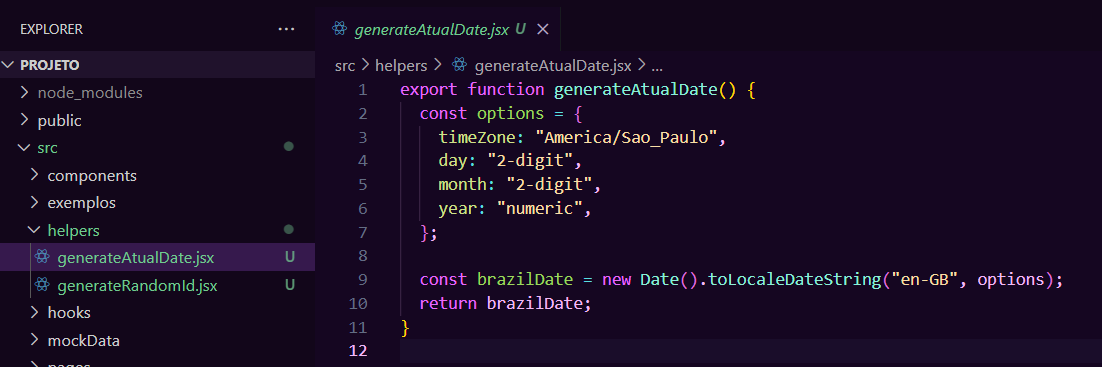 EXPLORER ...
PROJETO
node_modules
public
src
components
exemplos
helpers
generateAtualDate.jsx U
generateRandomId.jsx U
hooks
mockData
pages
generateAtualDate.jsx U
src > helpers > generateAtualDate.jsx > ...
1 export function generateAtualDate() {
2 const options = {
3 timeZone: "America/Sao_Paulo",
4 day: "2-digit",
5 month: "2-digit",
6 year: "numeric",
7 };
8
9 const brazilDate = new Date().toLocaleDateString("en-GB", options);
10 return brazilDate;
11 }
12